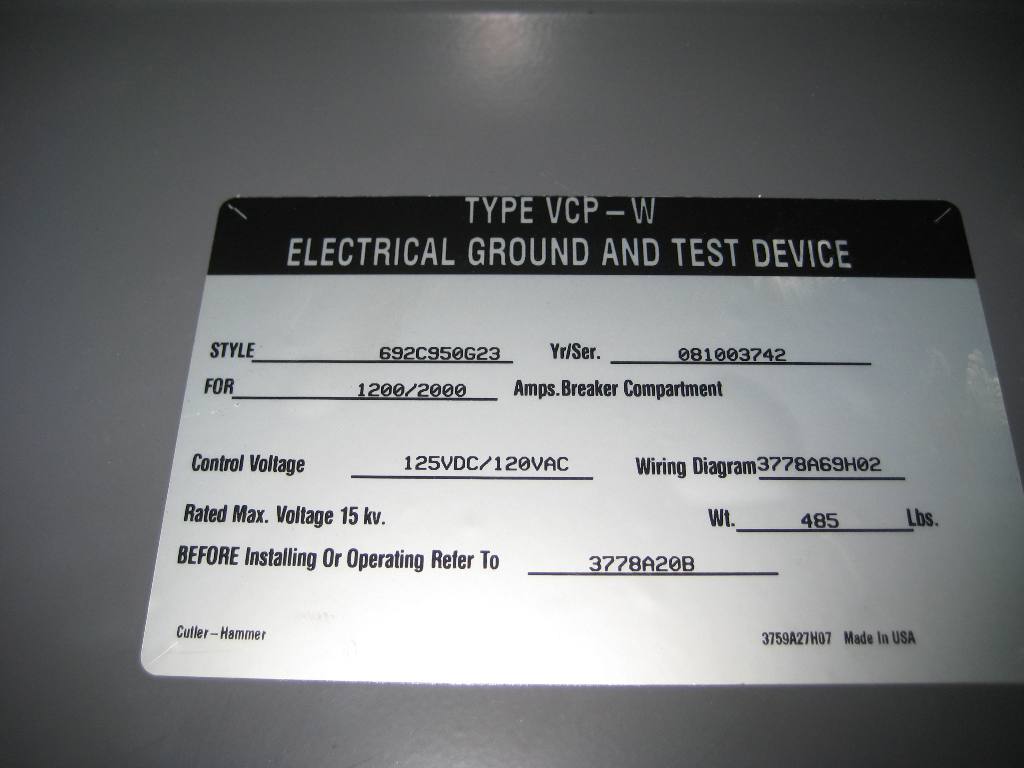 TYPE VCP-W
ELECTRICAL GROUND AND TEST DEVICE
STYLE 692C950G23 Yr/Ser. 081003742
FOR 1200/2000 Amps. Breaker Compartment
Control Voltage 125VDC/120VAC Wiring Diagram 3778A69H02
Rated Max. Voltage 15 kv. Wt. 485 Lbs.
BEFORE Installing Or Operating Refer To 3778A20B
Cutler-Hammer 3759A27H07 Made In USA